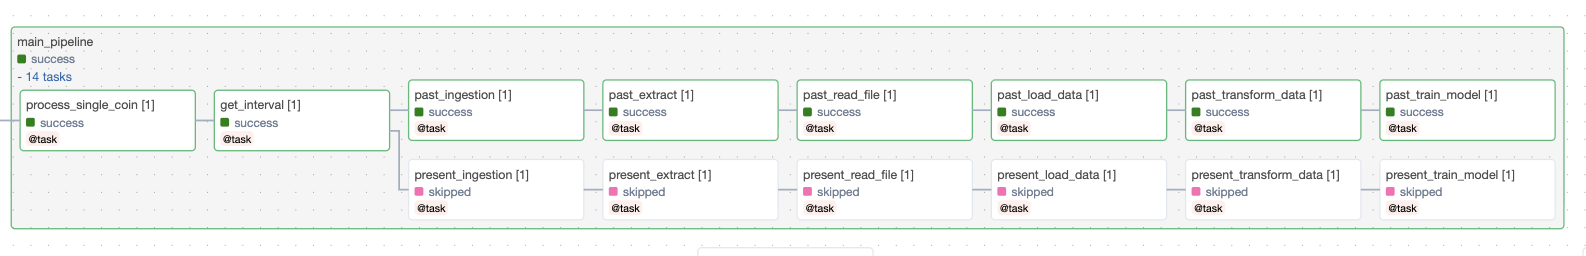 main_pipeline
success
- 14 tasks
process_single_coin [1]
success
@task
get_interval [1]
success
@task
past_ingestion [1]
success
@task
past_extract [1]
success
@task
past_read_file [1]
success
@task
past_load_data [1]
success
@task
past_transform_data [1]
success
@task
past_train_model [1]
success
@task
present_ingestion [1]
skipped
@task
present_extract [1]
skipped
@task
present_read_file [1]
skipped
@task
present_load_data [1]
skipped
@task
present_transform_data [1]
skipped
@task
present_train_model [1]
skipped
@task